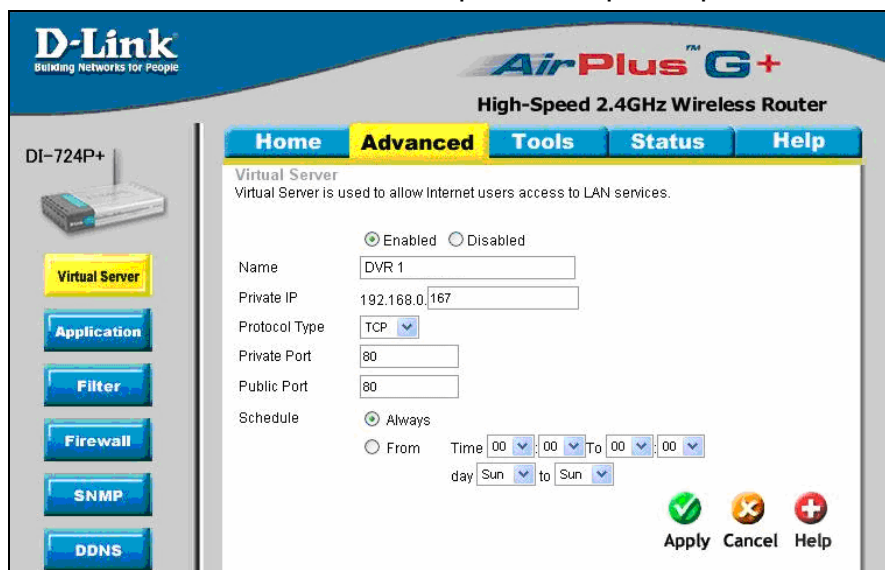 D-Link
Building Networks for People
AirPlus™ G+
High-Speed 2.4GHz Wireless Router
DI-724P+
Home Advanced Tools Status Help
Virtual Server
Virtual Server is used to allow Internet users access to LAN services.
Enabled Disabled
Name DVR 1
Private IP 192.168.0. 167
Protocol Type TCP
Private Port 80
Public Port 80
Schedule Always
From Time 00 : 00 To 00 : 00
day Sun to Sun
Apply Cancel Help
Virtual Server
Application
Filter
Firewall
SNMP
DDNS